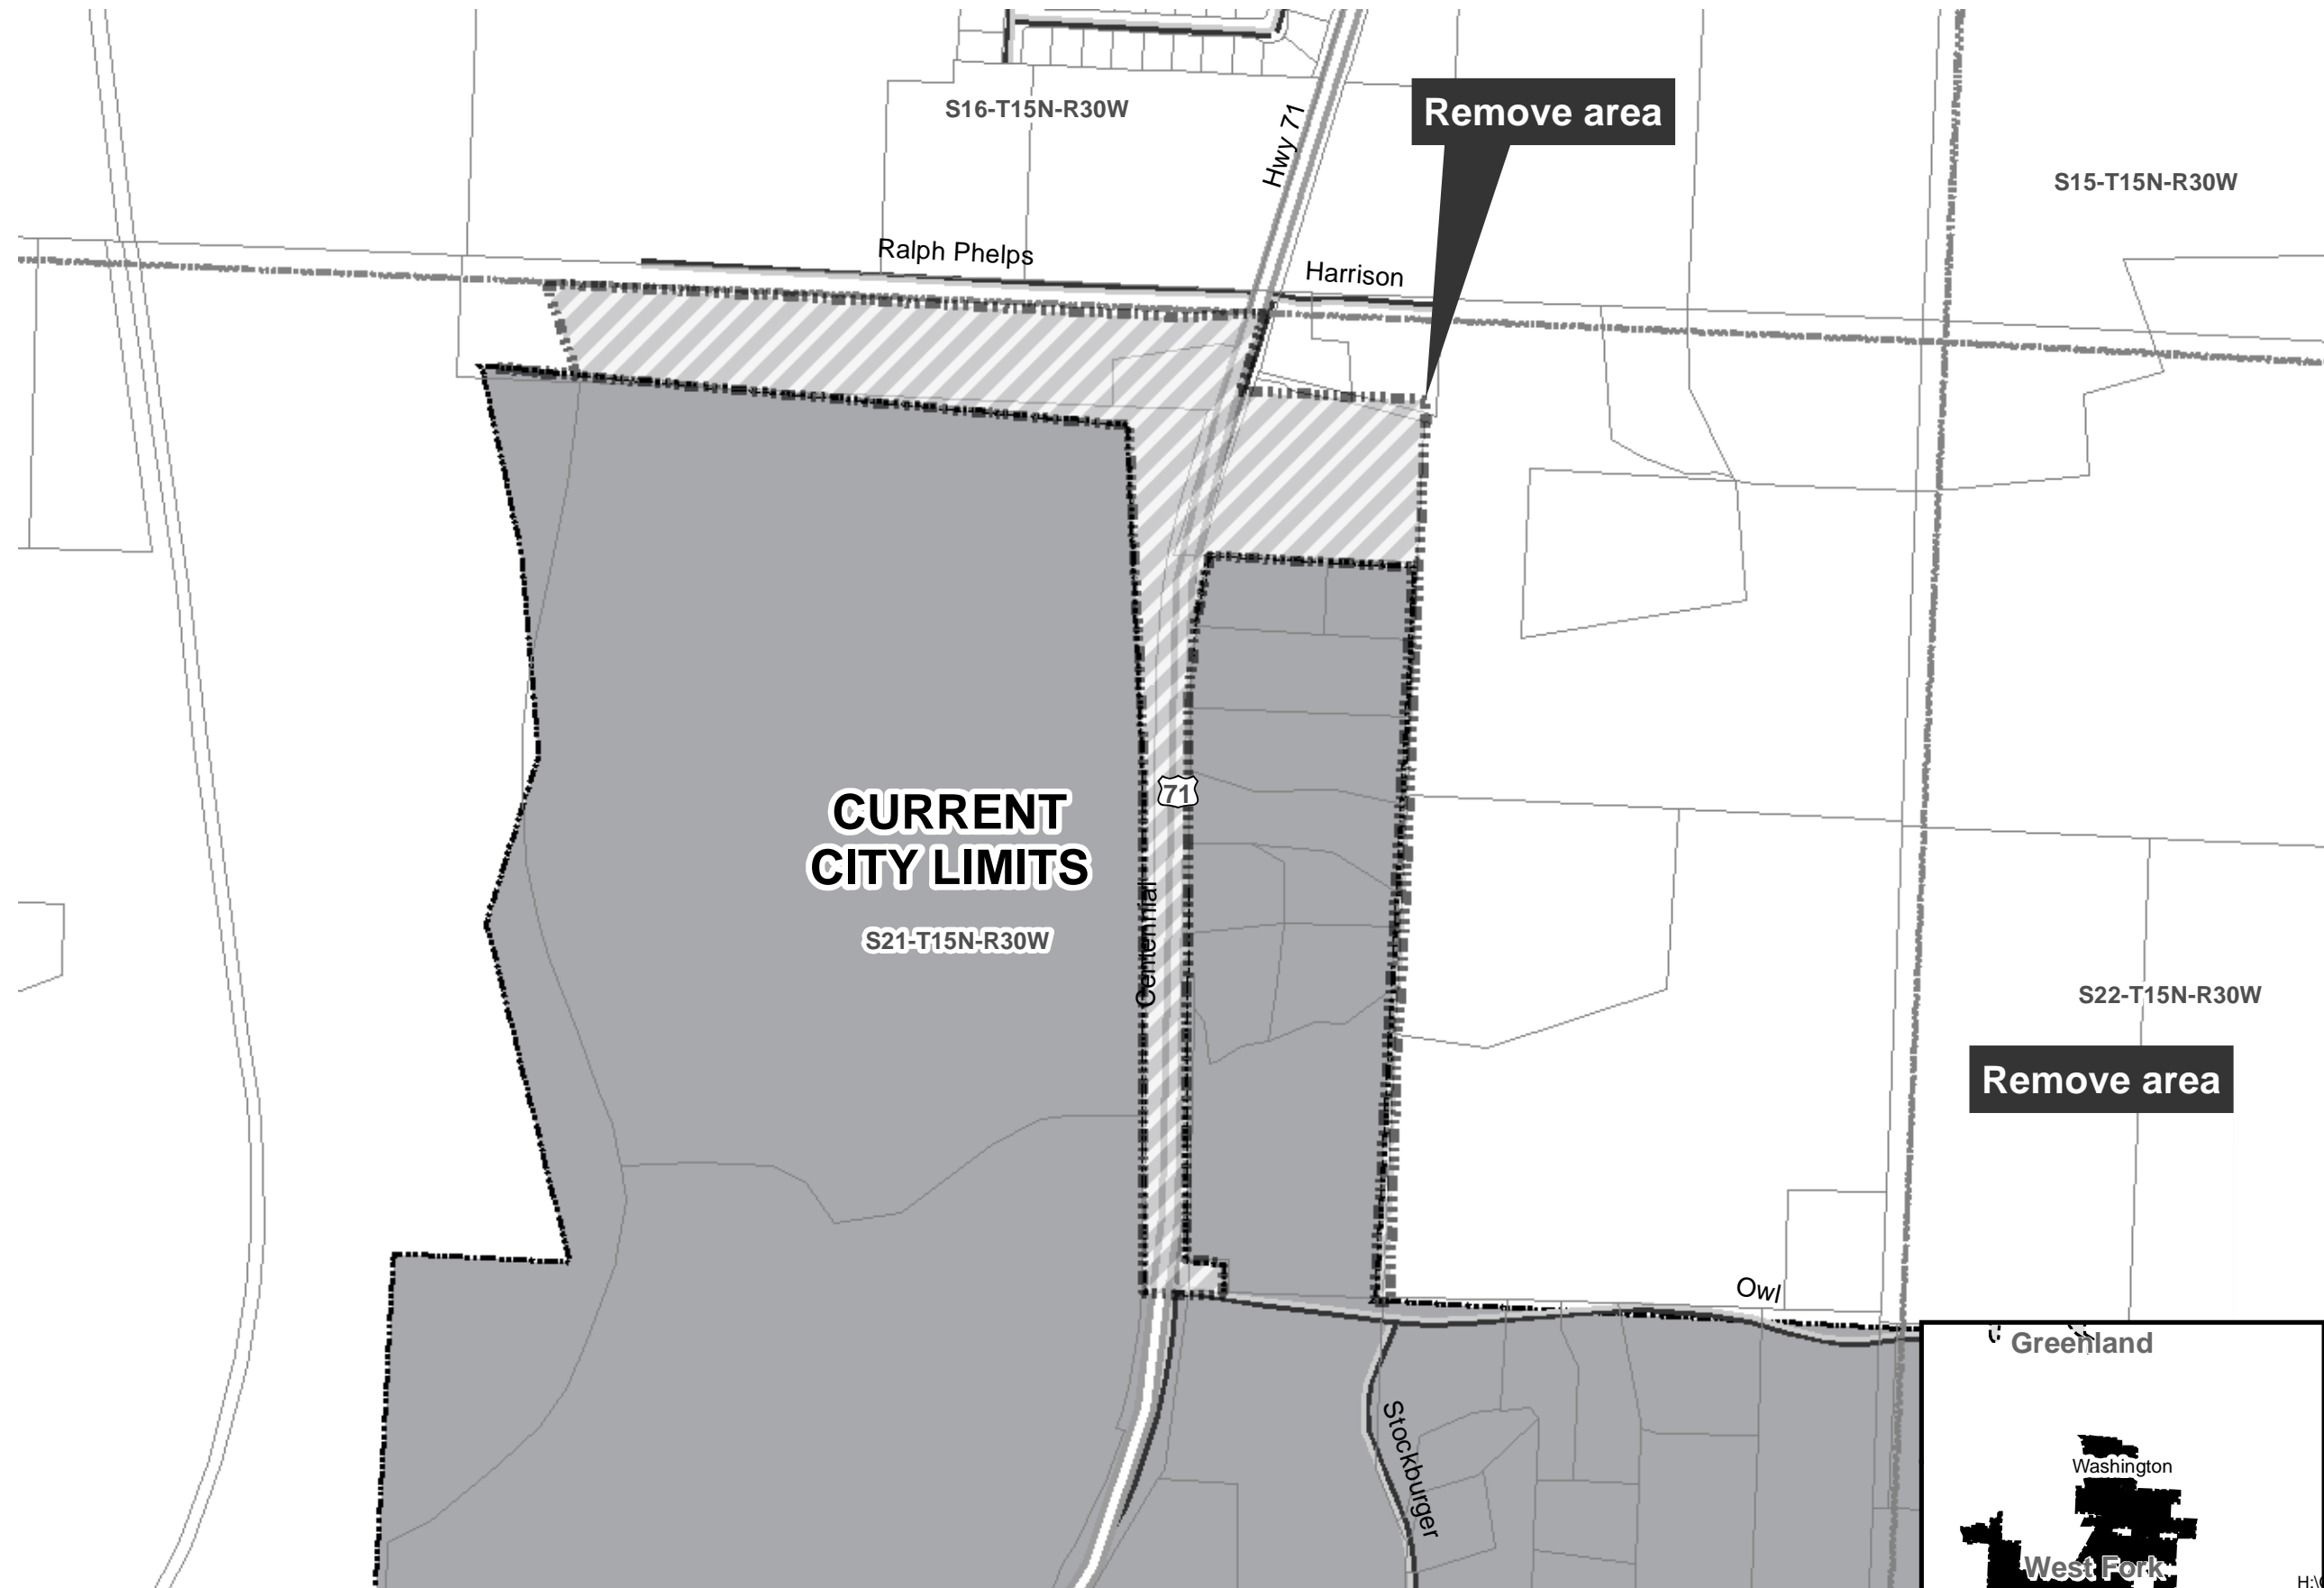 S16-T15N-R30W
Hwy 71
Remove area
S15-T15N-R30W
Ralph Phelps
Harrison
CURRENT
CITY LIMITS
71
Centennial
S21-T15N-R30W
S22-T15N-R30W
Remove area
Owl
Stockburger
Greenland
Washington
West Fork
H:\